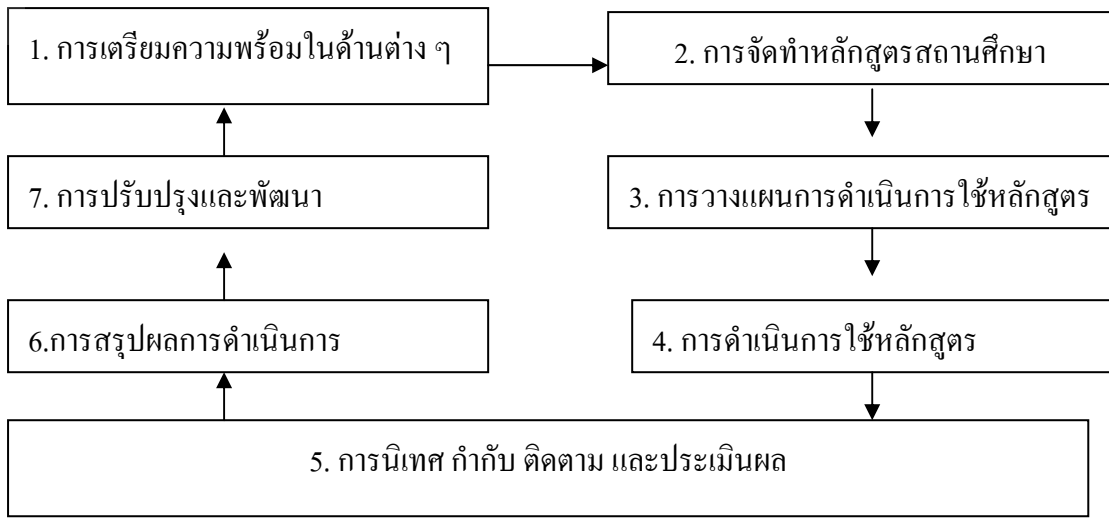 1. การเตรียมความพร้อมในด้านต่าง ๆ
2. การจัดทำหลักสูตรสถานศึกษา
3. การวางแผนการดำเนินการใช้หลักสูตร
4. การดำเนินการใช้หลักสูตร
5. การนิเทศ กำกับ ติดตาม และประเมินผล
6.การสรุปผลการดำเนินการ
7. การปรับปรุงและพัฒนา